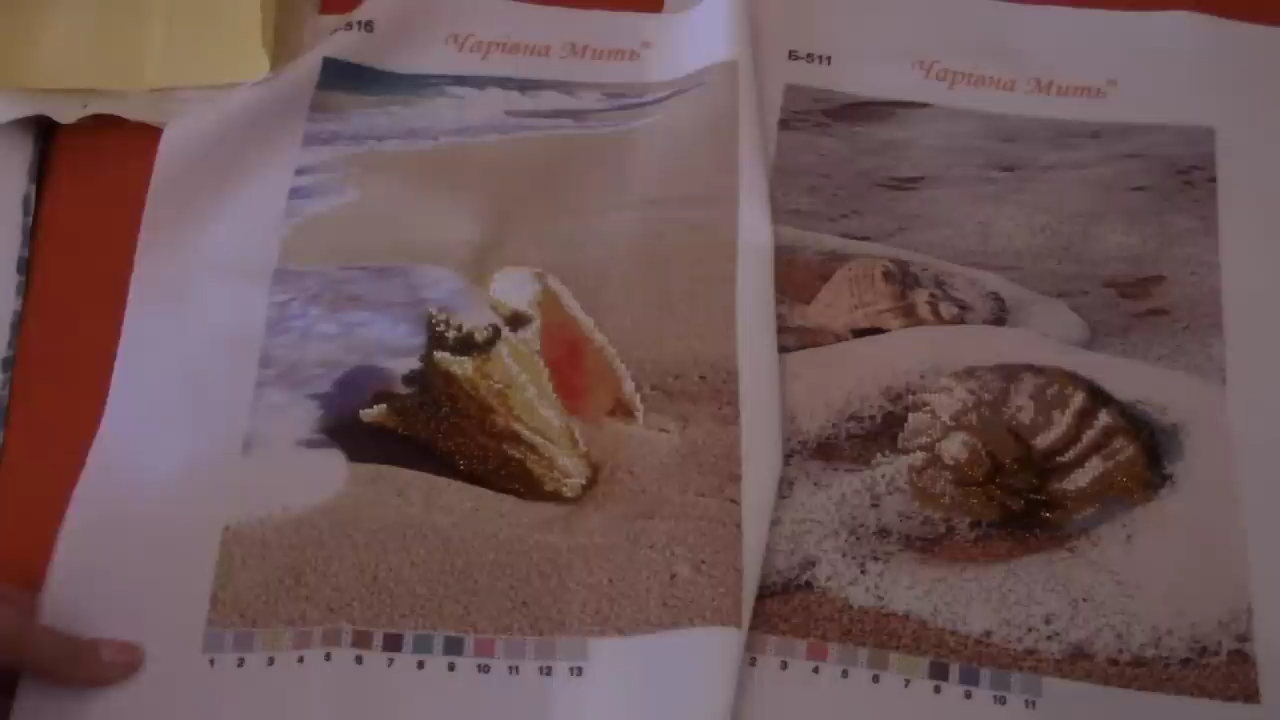 -516
Чарівна Мить"
1 2 3 4 5 6 7 8 9 10 11 12 13
Б-511
Чарівна Мить"
2 3 4 5 6 7 8 9 10 11